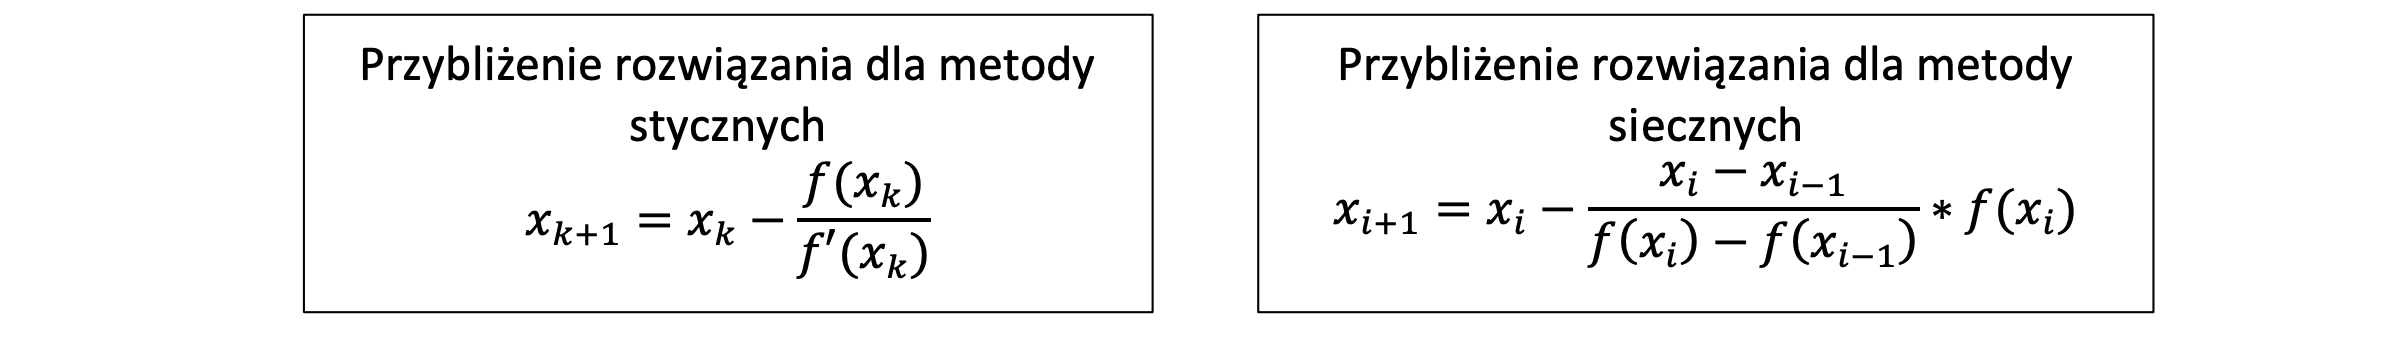 Przybliżenie rozwiązania dla metody
stycznych
$x_{k+1} = x_k - \frac{f(x_k)}{f'(x_k)}$
Przybliżenie rozwiązania dla metody
siecznych
$x_{i+1} = x_i - \frac{x_i - x_{i-1}}{f(x_i) - f(x_{i-1})} * f(x_i)$